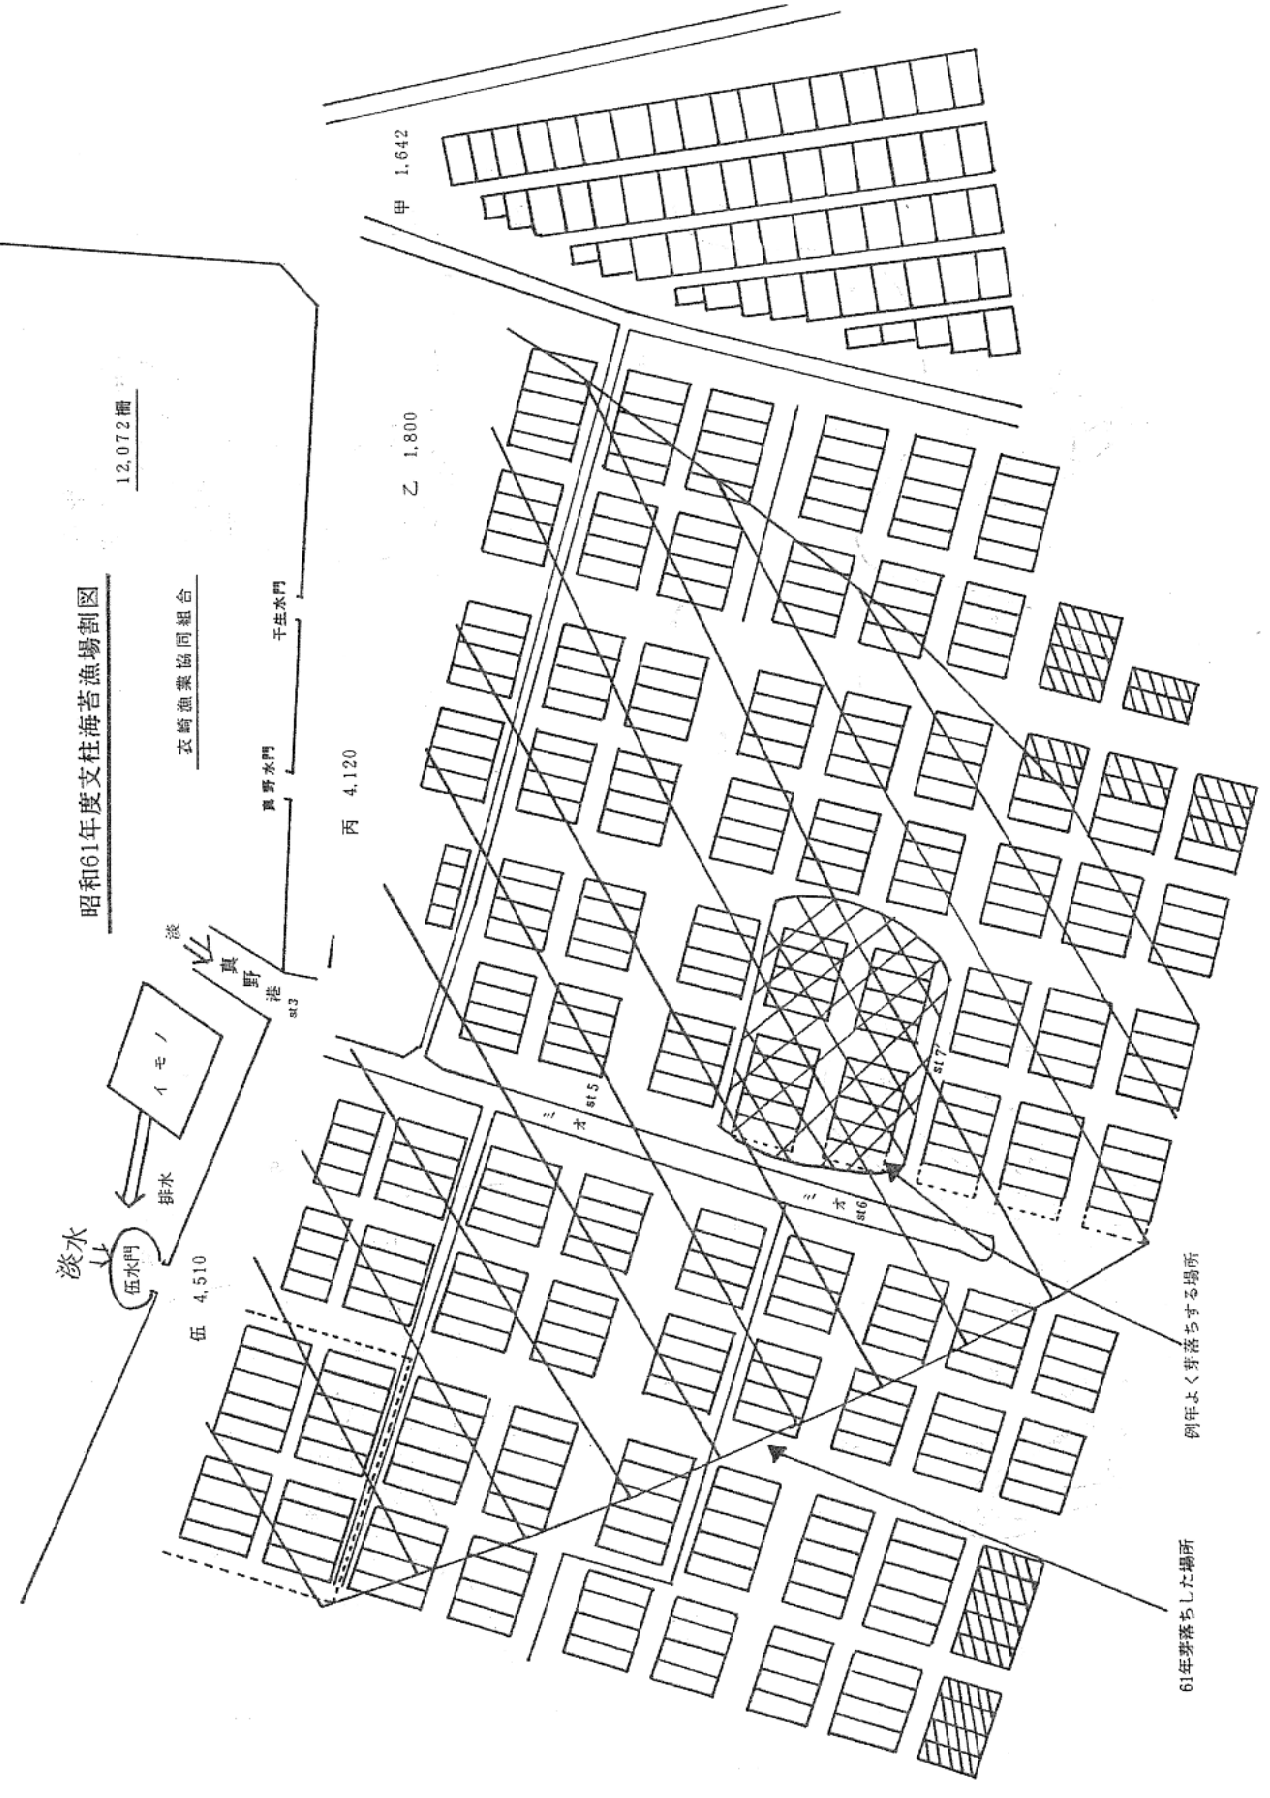 昭和61年度支柱海苔漁場割図
12,072柵
衣崎漁業協同組合
淡水
伍水門
排水
イモノ
淡
真野港
st3
真野水門
千生水門
伍 4,510
丙 4,120
乙 1,800
甲 1,642
ミオ
st5
ミオ
st6
st7
例年よく芽落ちする場所
61年芽落ちした場所